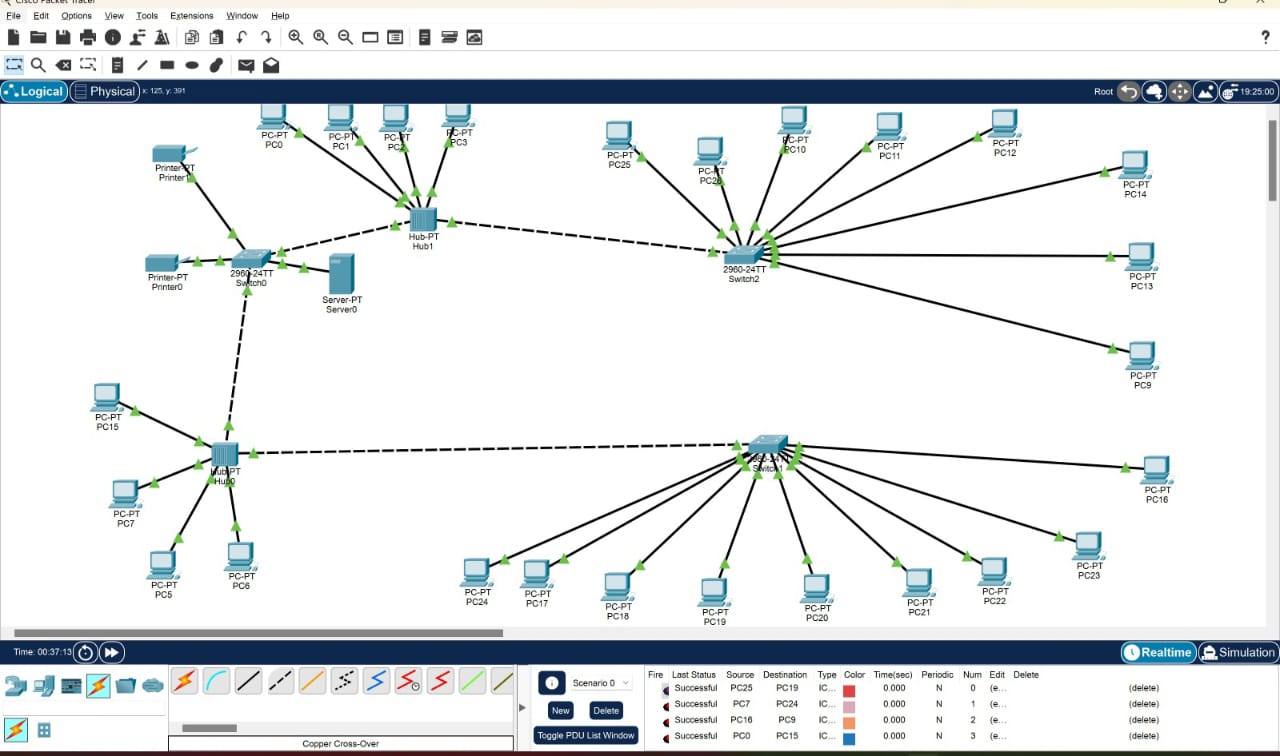 Cisco Packet Tracer
File Edit Options View Tools Extensions Window Help
Logical Physical x: 125, y: 391 Root 19:25:00
PC-PT
PC0
PC-PT
PC1
PC-PT
PC2
PC-PT
PC3
PC-PT
PC25
PC-PT
PC26
PC-PT
PC10
PC-PT
PC11
PC-PT
PC12
PC-PT
PC14
Printer-PT
Printer1
Hub-PT
Hub1
Printer-PT
Printer0
2960-24TT
Switch0
Server-PT
Server0
2960-24TT
Switch2
PC-PT
PC13
PC-PT
PC9
PC-PT
PC15
Hub-PT
Hub0
2960-24TT
Switch1
PC-PT
PC16
PC-PT
PC7
PC-PT
PC5
PC-PT
PC6
PC-PT
PC24
PC-PT
PC17
PC-PT
PC18
PC-PT
PC19
PC-PT
PC20
PC-PT
PC21
PC-PT
PC22
PC-PT
PC23
Time: 00:37:13 Realtime Simulation
Scenario 0
New Delete
Toggle PDU List Window
Copper Cross-Over
Fire Last Status Source Destination Type Color Time(sec) Periodic Num Edit Delete
Successful PC25 PC19 IC... 0.000 N 0 (e... (delete)
Successful PC7 PC24 IC... 0.000 N 1 (e... (delete)
Successful PC16 PC9 IC... 0.000 N 2 (e... (delete)
Successful PC0 PC15 IC... 0.000 N 3 (e... (delete)